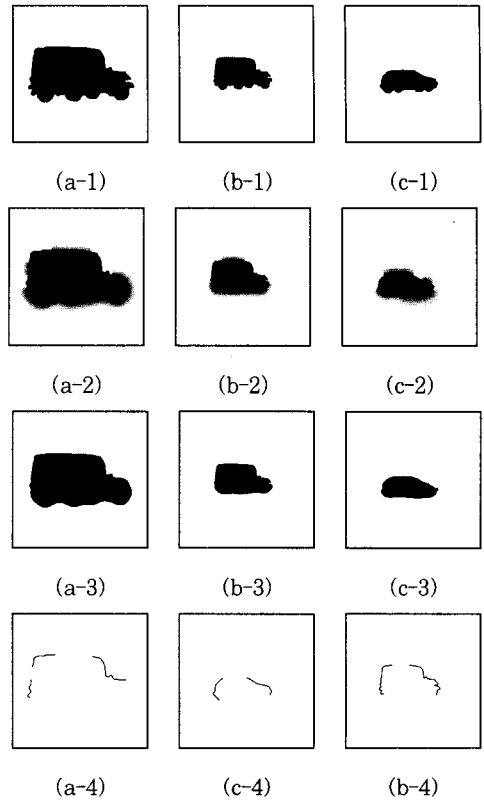 (a-1) (b-1) (c-1)
(a-2) (b-2) (c-2)
(a-3) (b-3) (c-3)
(a-4) (c-4) (b-4)